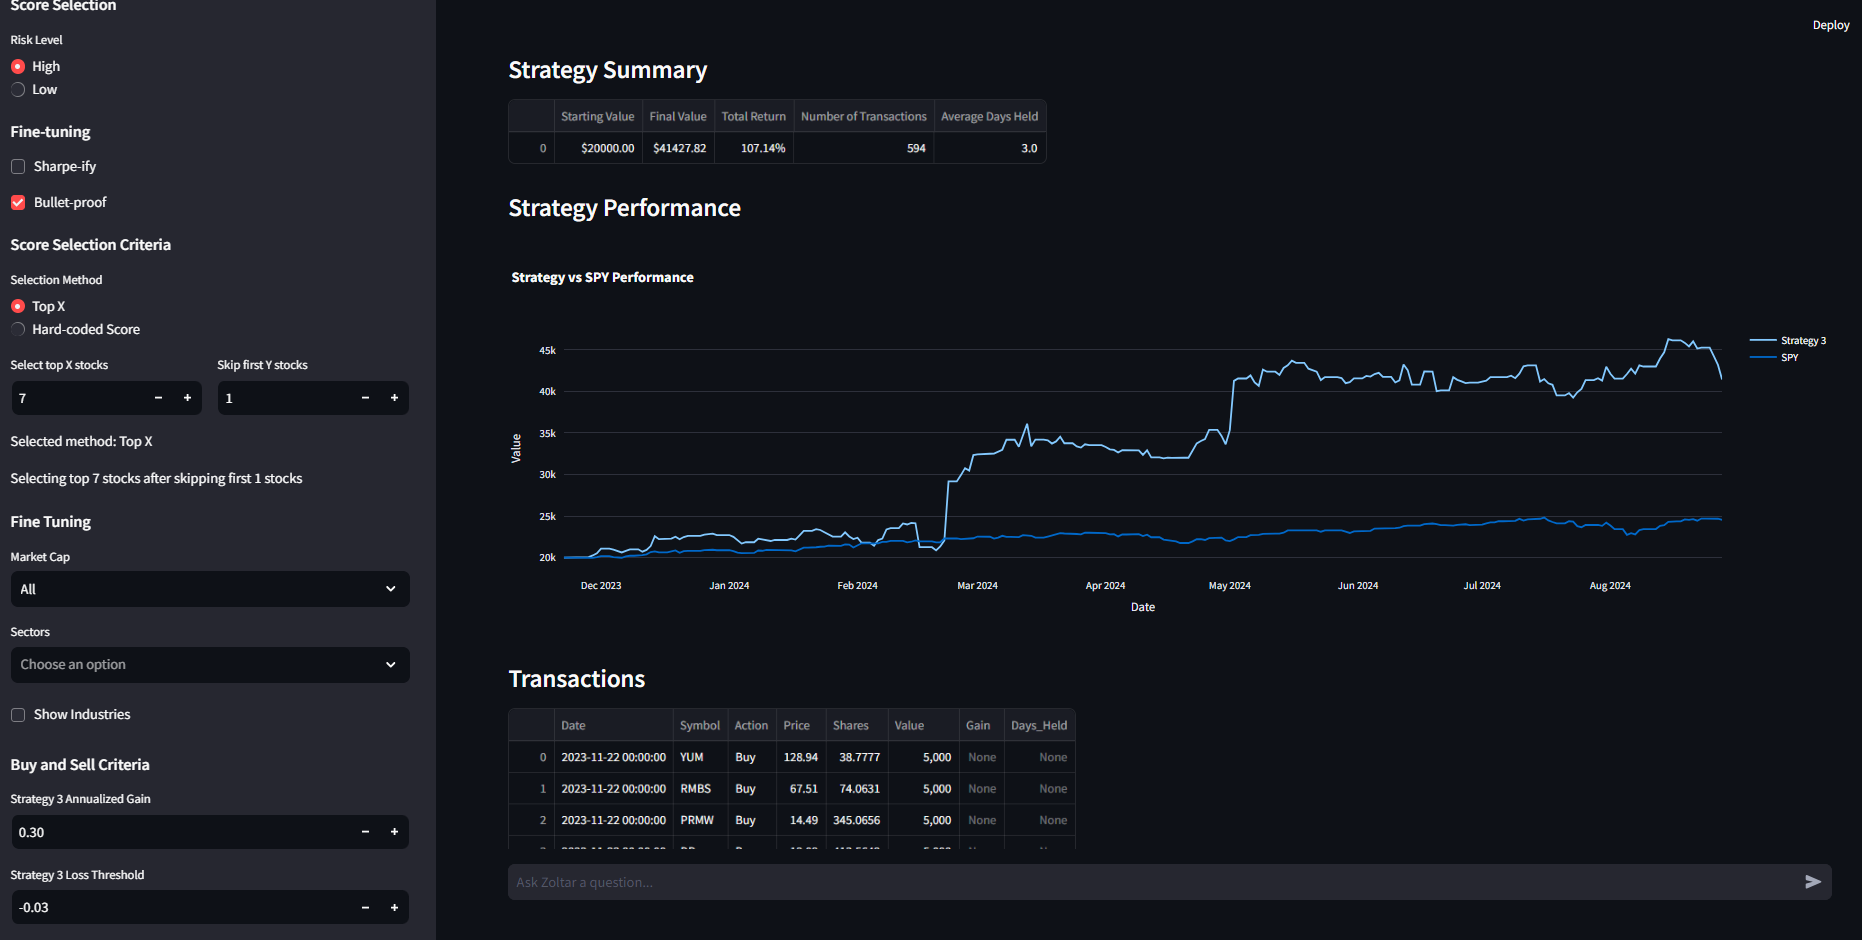 Score Selection
Risk Level
High
Low
Fine-tuning
Sharpe-ify
Bullet-proof
Score Selection Criteria
Selection Method
Top X
Hard-coded Score
Select top X stocks Skip first Y stocks
7 − + 1 − +
Selected method: Top X
Selecting top 7 stocks after skipping first 1 stocks
Fine Tuning
Market Cap
All
Sectors
Choose an option
Show Industries
Buy and Sell Criteria
Strategy 3 Annualized Gain
0.30 − +
Strategy 3 Loss Threshold
-0.03 − +
Deploy
Strategy Summary
Starting Value Final Value Total Return Number of Transactions Average Days Held
0 $20000.00 $41427.82 107.14% 594 3.0
Strategy Performance
Strategy vs SPY Performance
Strategy 3
SPY
45k
40k
35k
30k
25k
20k
Value
Dec 2023 Jan 2024 Feb 2024 Mar 2024 Apr 2024 May 2024 Jun 2024 Jul 2024 Aug 2024
Date
Transactions
Date Symbol Action Price Shares Value Gain Days_Held
0 2023-11-22 00:00:00 YUM Buy 128.94 38.7777 5,000 None None
1 2023-11-22 00:00:00 RMBS Buy 67.51 74.0631 5,000 None None
2 2023-11-22 00:00:00 PRMW Buy 14.49 345.0656 5,000 None None
Ask Zoltar a question...